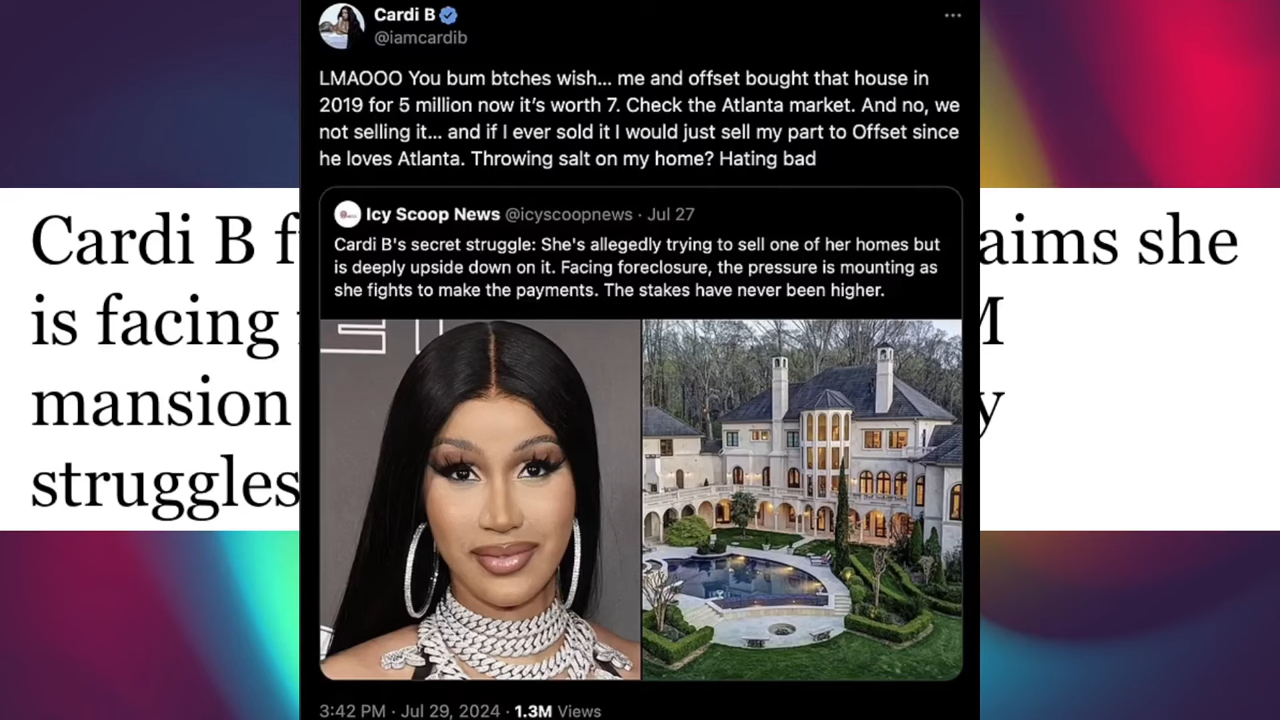 Cardi B
@iamcardib
LMAOOO You bum btches wish... me and offset bought that house in
2019 for 5 million now it's worth 7. Check the Atlanta market. And no, we
not selling it... and if I ever sold it I would just sell my part to Offset since
he loves Atlanta. Throwing salt on my home? Hating bad
Icy Scoop News @icyscoopnews · Jul 27
Cardi B's secret struggle: She's allegedly trying to sell one of her homes but
is deeply upside down on it. Facing foreclosure, the pressure is mounting as
she fights to make the payments. The stakes have never been higher.
3:42 PM · Jul 29, 2024 · 1.3M Views
Cardi B f
aims she
is facing
M
mansion
y
struggles